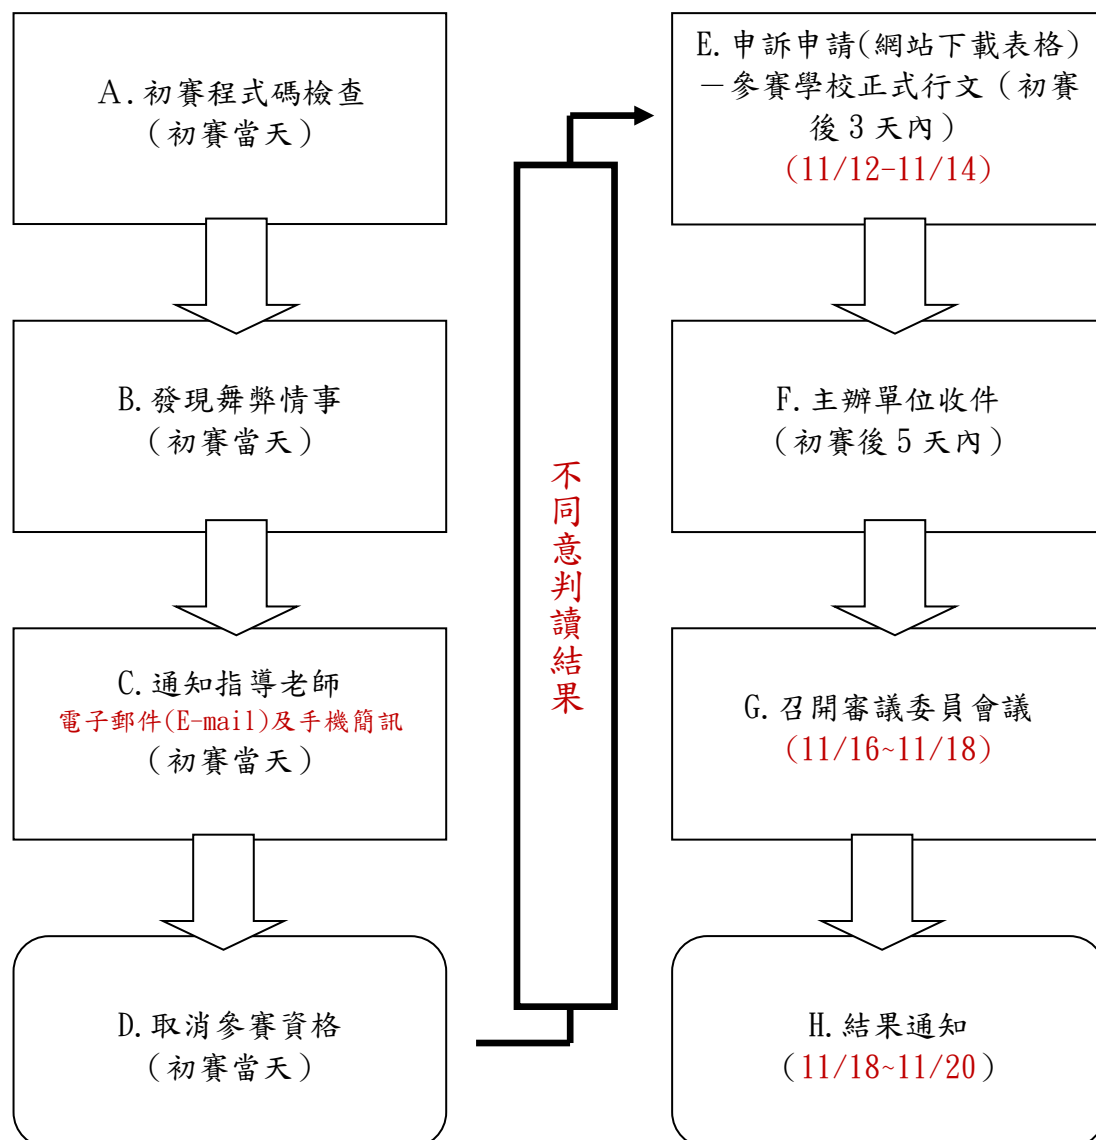 A.初賽程式碼檢查
（初賽當天）
B.發現舞弊情事
（初賽當天）
C.通知指導老師
電子郵件(E-mail)及手機簡訊
（初賽當天）
D.取消參賽資格
（初賽當天）
不同意判讀結果
E.申訴申請(網站下載表格)
－參賽學校正式行文（初賽
後 3 天內）
(11/12-11/14)
F.主辦單位收件
（初賽後 5 天內）
G.召開審議委員會議
(11/16~11/18)
H.結果通知
（11/18~11/20）